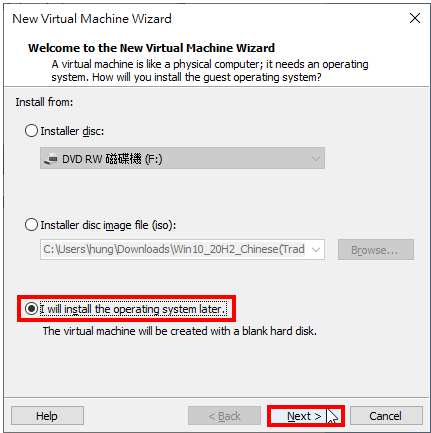 New Virtual Machine Wizard
Welcome to the New Virtual Machine Wizard
A virtual machine is like a physical computer; it needs an operating
system. How will you install the guest operating system?
Install from:
Installer disc:
DVD RW 磁碟機 (F:)
Installer disc image file (iso):
C:\Users\hung\Downloads\Win10_20H2_Chinese(Trad
Browse...
I will install the operating system later.
The virtual machine will be created with a blank hard disk.
Help
< Back
Next >
Cancel